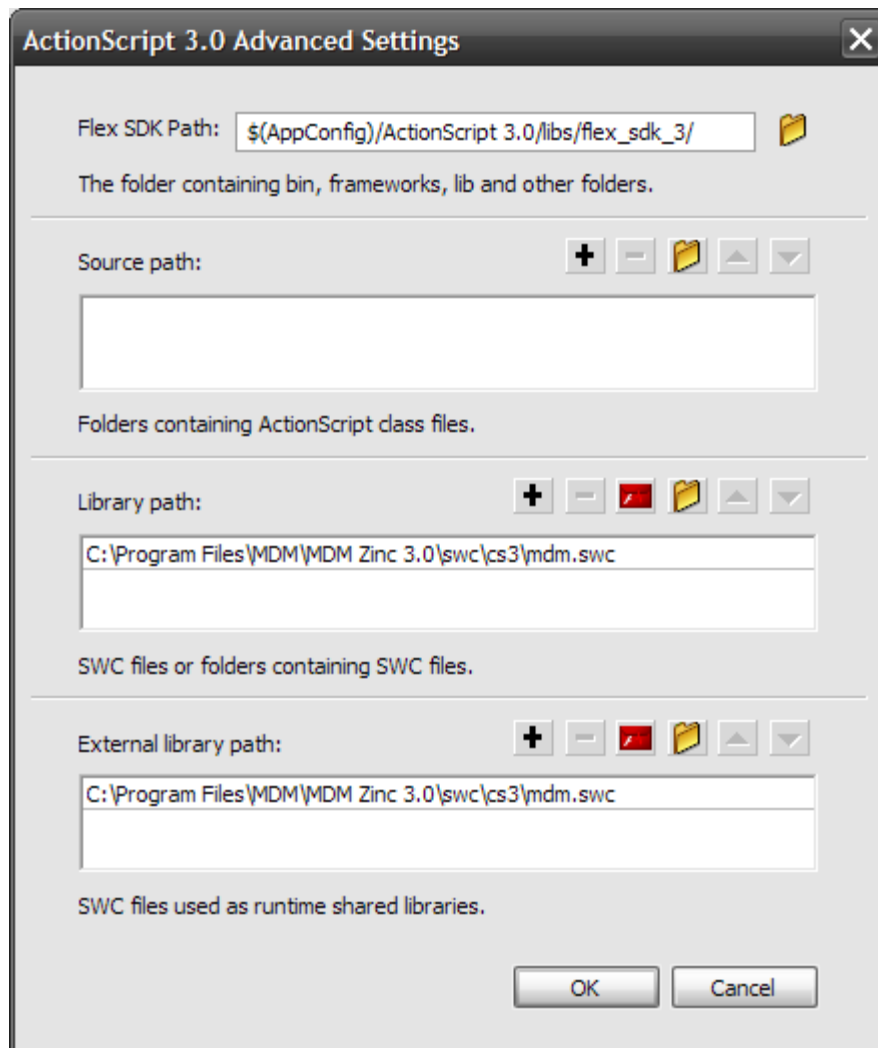 ActionScript 3.0 Advanced Settings
Flex SDK Path: $(AppConfig)/ActionScript 3.0/libs/flex_sdk_3/
The folder containing bin, frameworks, lib and other folders.
Source path:
Folders containing ActionScript class files.
Library path:
C:\Program Files\MDM\MDM Zinc 3.0\swc\cs3\mdm.swc
SWC files or folders containing SWC files.
External library path:
C:\Program Files\MDM\MDM Zinc 3.0\swc\cs3\mdm.swc
SWC files used as runtime shared libraries.
OK Cancel